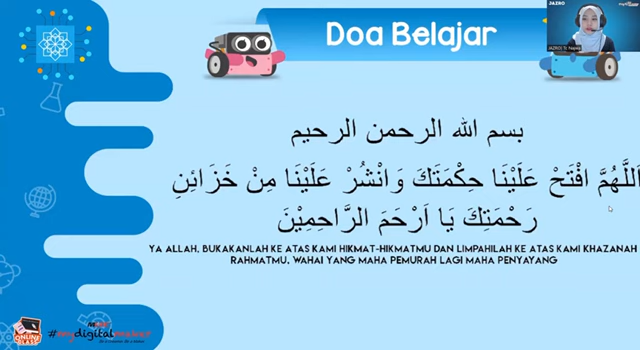 Doa Belajar
JAZRO
بسم الله الرحمن الرحيم
اَللَّهُمَّ افْتَحْ عَلَيْنَا حِكْمَتَكَ وَانْشُرْ عَلَيْنَا مِنْ خَزَائِنِ
رَحْمَتِكَ يَا اَرْحَمَ الرَّاحِمِيْنَ
YA ALLAH, BUKAKANLAH KE ATAS KAMI HIKMAT-HIKMATMU DAN LIMPAHILAH KE ATAS KAMI KHAZANAH
RAHMATMU, WAHAI YANG MAHA PEMURAH LAGI MAHA PENYAYANG
ONLINE
CLASS
#mydigitalmaker